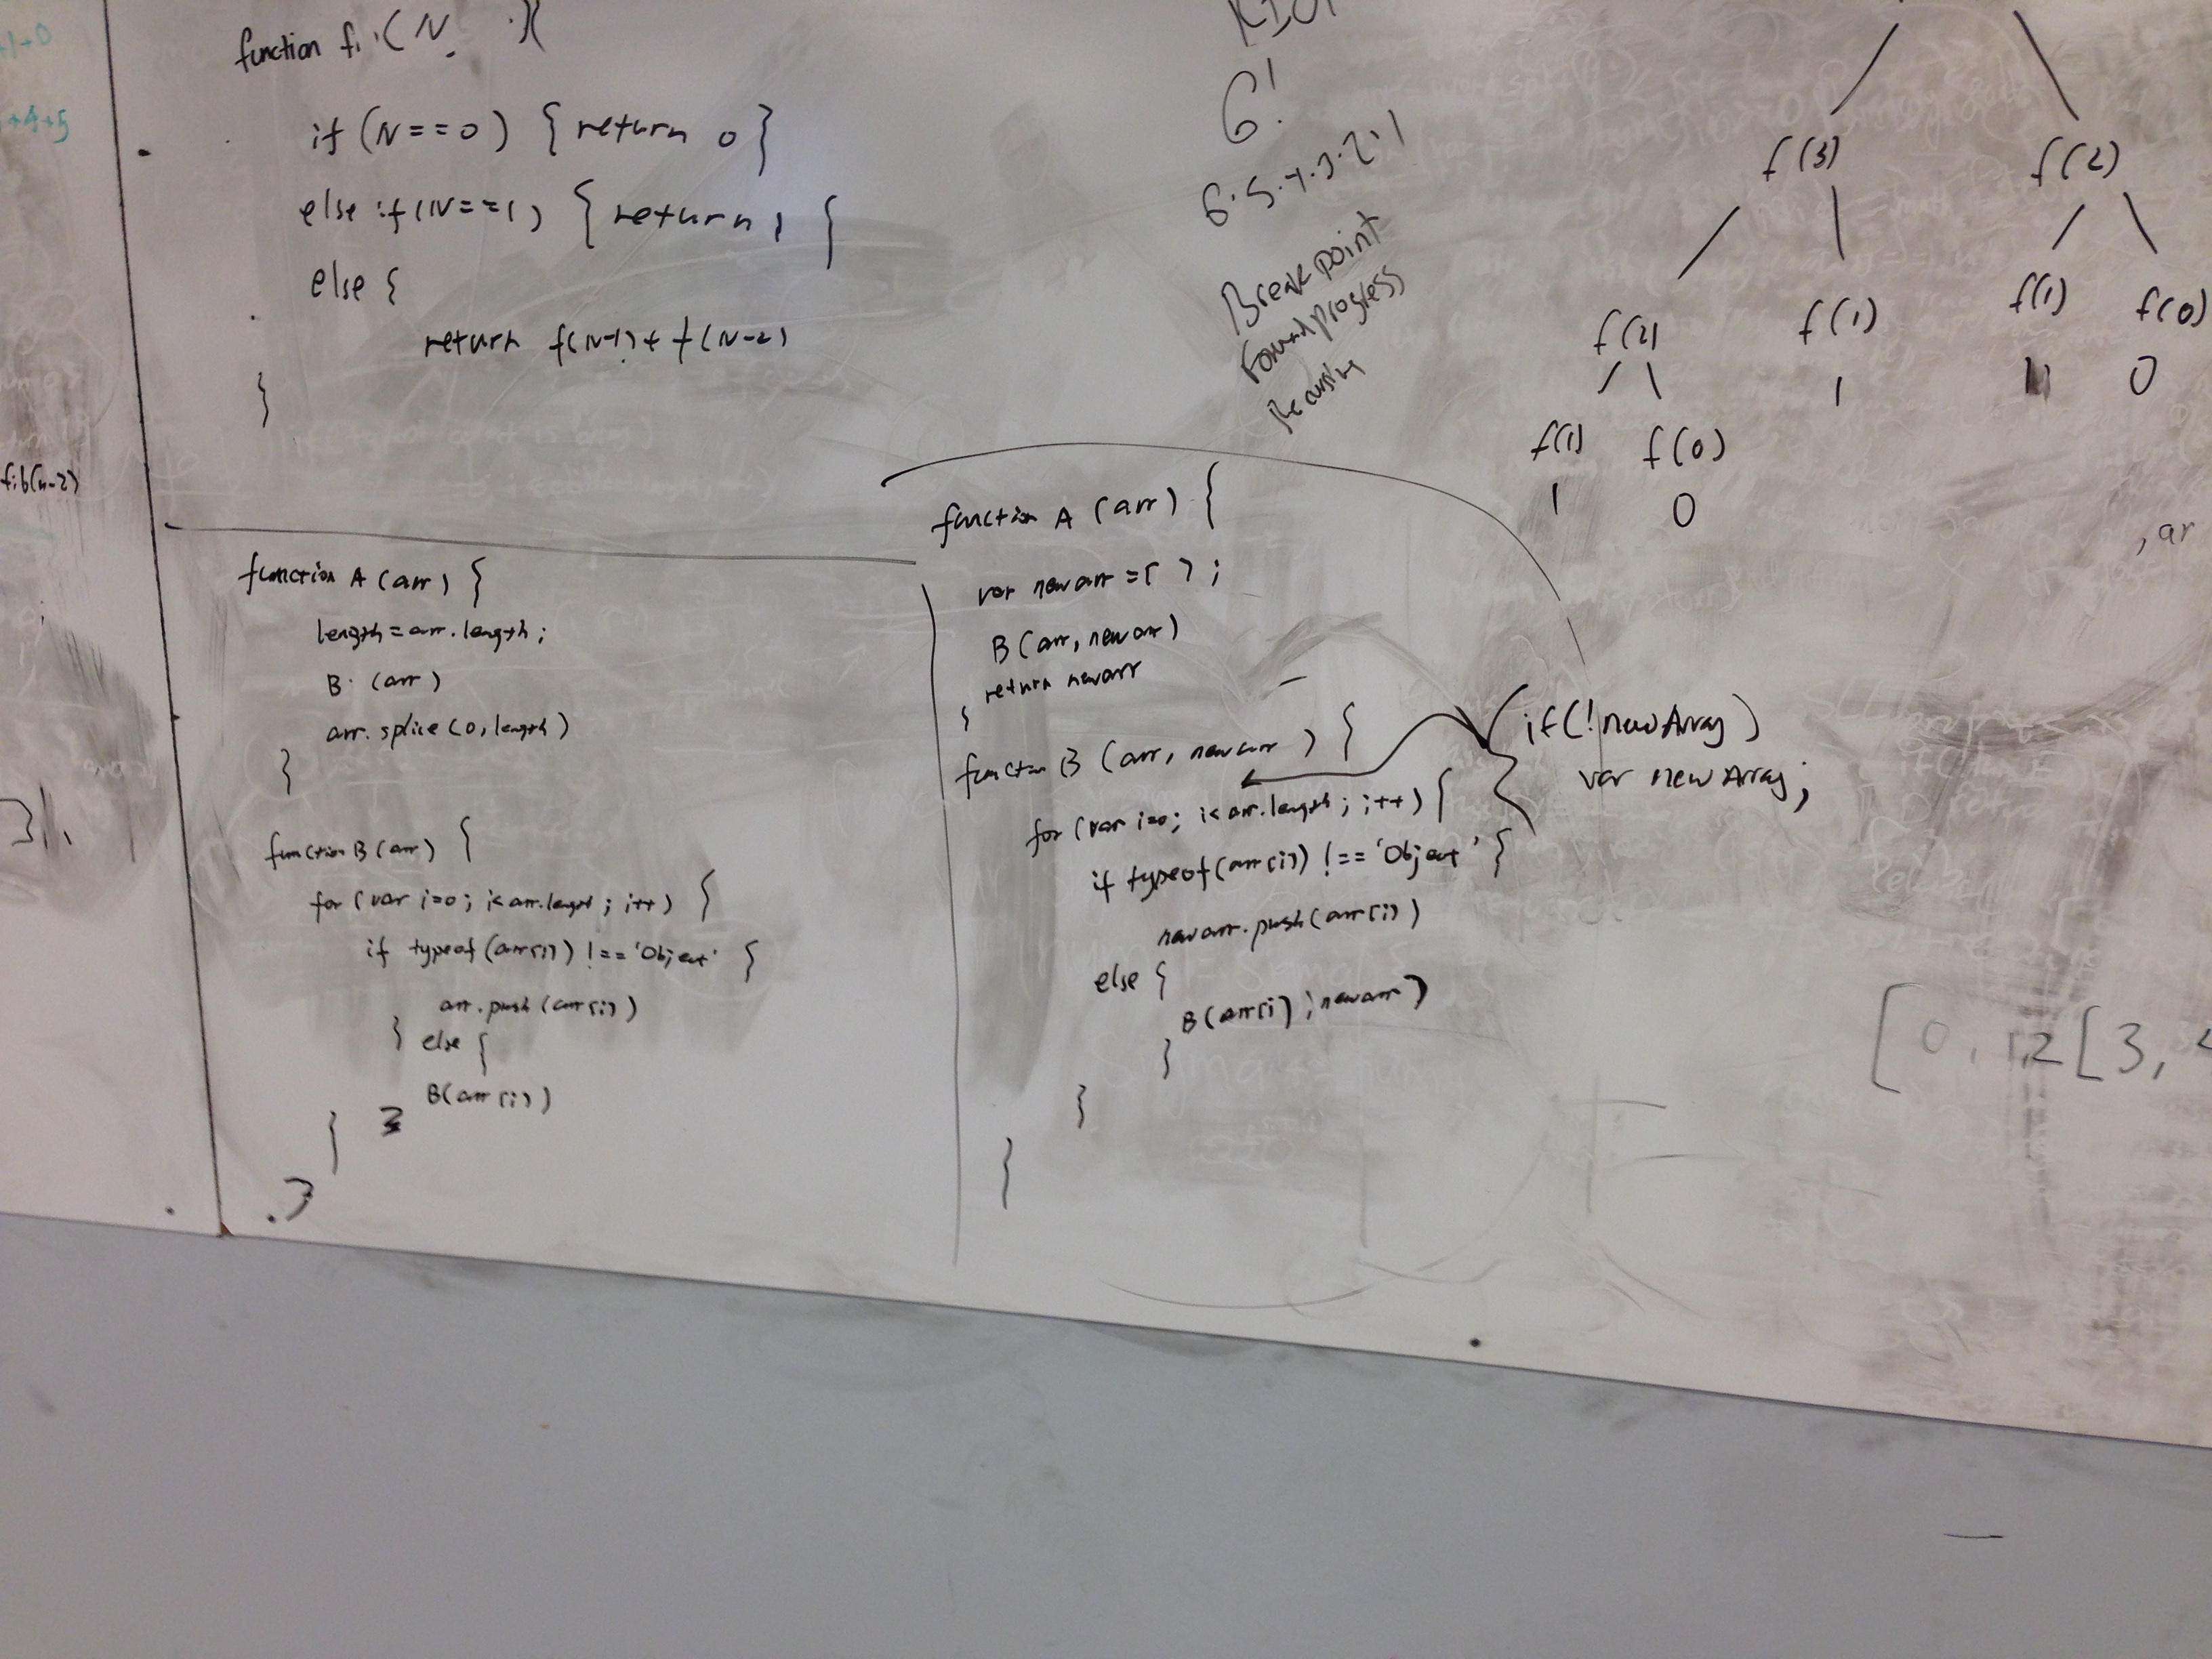 +1+0
+4+5
fib(n-2)
function f (N ){
if (N==0) { return 0 }
else if (N==1) { return 1 {
else {
return f(N-1) + f(N-2)
}
6!
6·5·4·3·2·1
Break point
Forward progress
Recursing
f(3) f(2)
f(2) f(1) f(1) f(0)
1 1 0
f(1) f(0)
1 0
, ar
function A (arr) {
length = arr.length;
B (arr)
arr.splice(0, length)
}
function B (arr) {
for (var i=0; i<arr.length; i++) {
if typeof(arr[i]) !== 'Object' {
arr.push(arr[i])
} else {
B(arr[i])
}
}
}
function A (arr) {
var newarr = [ ];
B (arr, newarr)
return newarr
}
function B (arr, newarr) {
for (var i=0; i<arr.length; i++) {
if typeof(arr[i]) !== 'Object' {
newarr.push(arr[i])
else {
B(arr[i], newarr)
}
}
}
if(!newArray)
var newArray;
[0, 1,2[3,